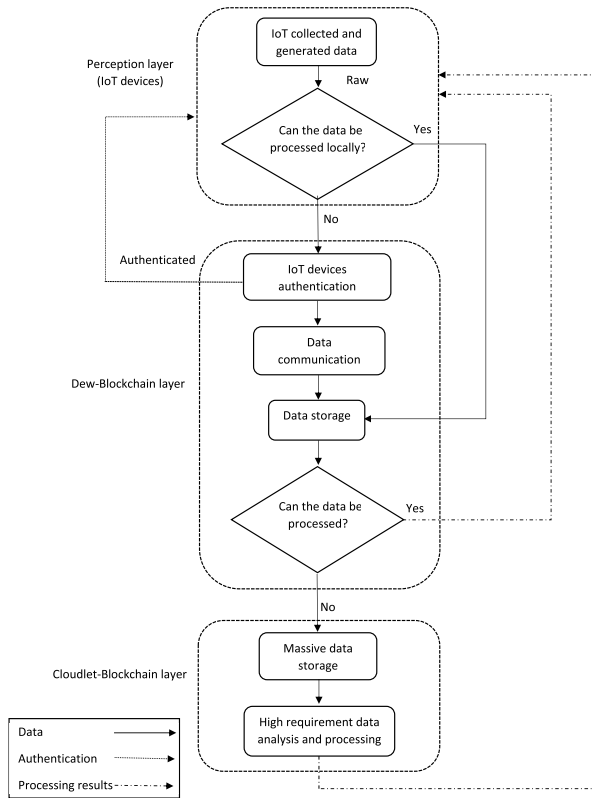 IoT collected and
generated data
Perception layer
(IoT devices)
Raw
Can the data be
processed locally?
Yes
No
Authenticated
IoT devices
authentication
Data
communication
Dew-Blockchain layer
Data storage
Can the data be
processed?
Yes
No
Massive data
storage
Cloudlet-Blockchain layer
High requirement data
analysis and processing
Data
Authentication
Processing results